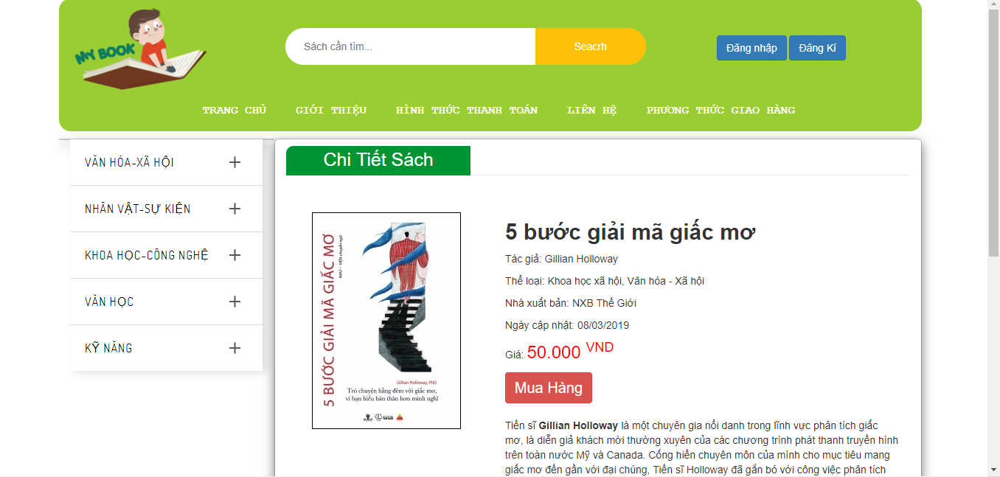 MY BOOK
Sách cần tìm...
Seacrh
Đăng nhập
Đăng Kí
TRANG CHỦ
GIỚI THIỆU
HÌNH THỨC THANH TOÁN
LIÊN HỆ
PHƯƠNG THỨC GIAO HÀNG
VĂN HÓA-XÃ HỘI
NHÂN VẬT-SỰ KIỆN
KHOA HỌC-CÔNG NGHỆ
VĂN HỌC
KỸ NĂNG
Chi Tiết Sách
5 BƯỚC GIẢI MÃ GIẤC MƠ
NHƯ - VIỆN chuyển ngữ
Gillian Holloway, PhD
Trò chuyện hằng đêm với giấc mơ,
vì bạn hiểu bản thân hơn mình nghĩ
5 bước giải mã giấc mơ
Tác giả: Gillian Holloway
Thể loại: Khoa học xã hội, Văn hóa - Xã hội
Nhà xuất bản: NXB Thế Giới
Ngày cập nhật: 08/03/2019
Giá: 50.000 VND
Mua Hàng
Tiến sĩ Gillian Holloway là một chuyên gia nổi danh trong lĩnh vực phân tích giấc
mơ, là diễn giả khách mời thường xuyên của các chương trình phát thanh truyền hình
trên toàn nước Mỹ và Canada. Cống hiến chuyên môn của mình cho mục tiêu mang
giấc mơ đến gần với đại chúng, Tiến sĩ Holloway đã gắn bó với công việc phân tích